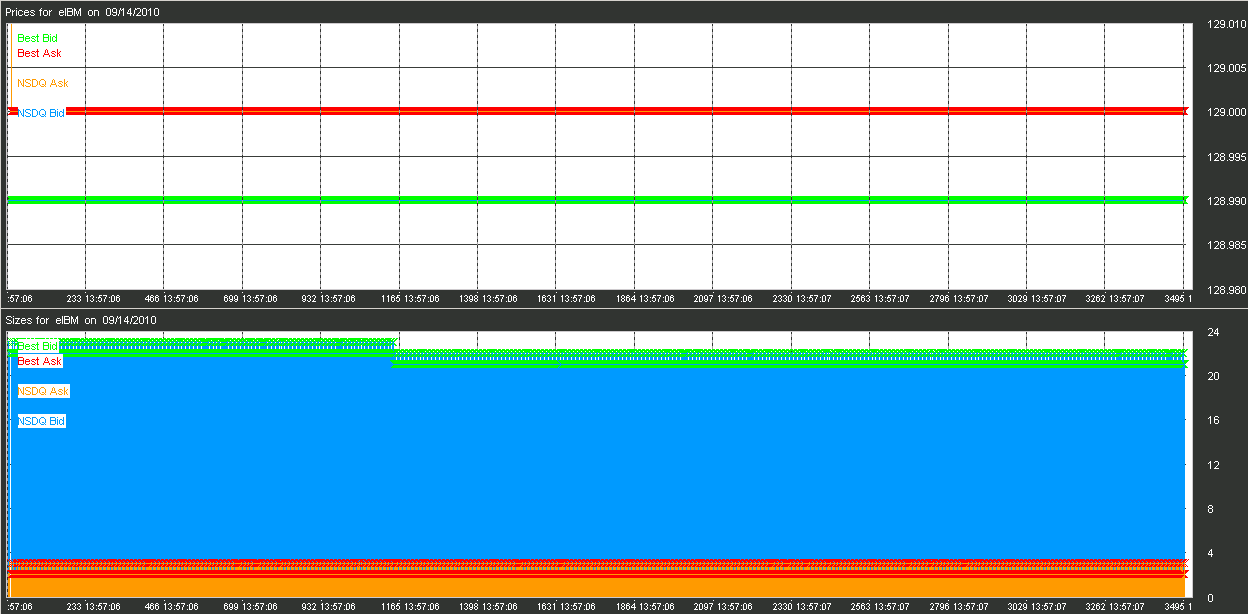 Prices for eIBM on 09/14/2010
Best Bid
Best Ask
NSDQ Ask
NSDQ Bid
129.010
129.005
129.000
128.995
128.990
128.985
128.980
:57:06 233 13:57:06 466 13:57:06 699 13:57:06 932 13:57:06 1165 13:57:06 1398 13:57:06 1631 13:57:06 1864 13:57:06 2097 13:57:06 2330 13:57:07 2563 13:57:07 2796 13:57:07 3029 13:57:07 3262 13:57:07 3495 1
Sizes for eIBM on 09/14/2010
Best Bid
Best Ask
NSDQ Ask
NSDQ Bid
24
20
16
12
8
4
0
:57:06 233 13:57:06 466 13:57:06 699 13:57:06 932 13:57:06 1165 13:57:06 1398 13:57:06 1631 13:57:06 1864 13:57:06 2097 13:57:06 2330 13:57:07 2563 13:57:07 2796 13:57:07 3029 13:57:07 3262 13:57:07 3495 1